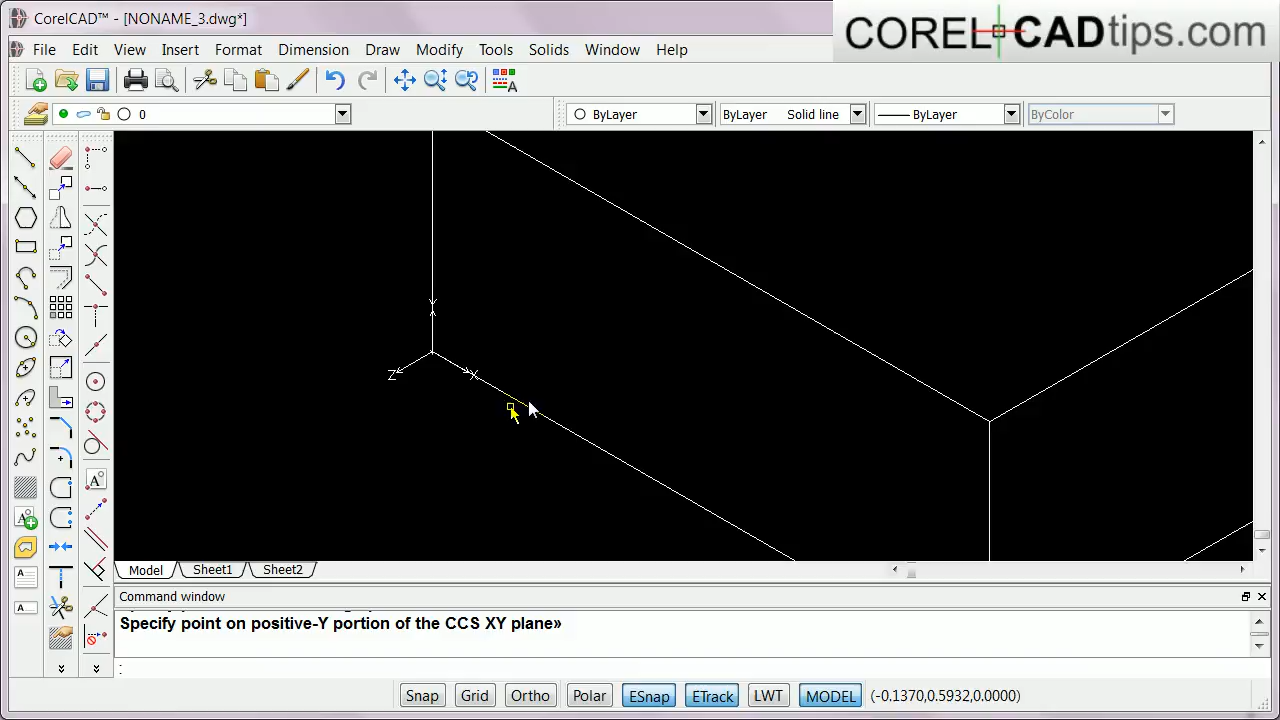 CorelCAD™ - [NONAME_3.dwg*]
COREL CADtips.com
File Edit View Insert Format Dimension Draw Modify Tools Solids Window Help
0 ByLayer ByLayer Solid line ByLayer ByColor
Y
Z X
Model Sheet1 Sheet2
Command window
Specify point on positive-Y portion of the CCS XY plane»
:
Snap Grid Ortho Polar ESnap ETrack LWT MODEL (-0.1370,0.5932,0.0000)